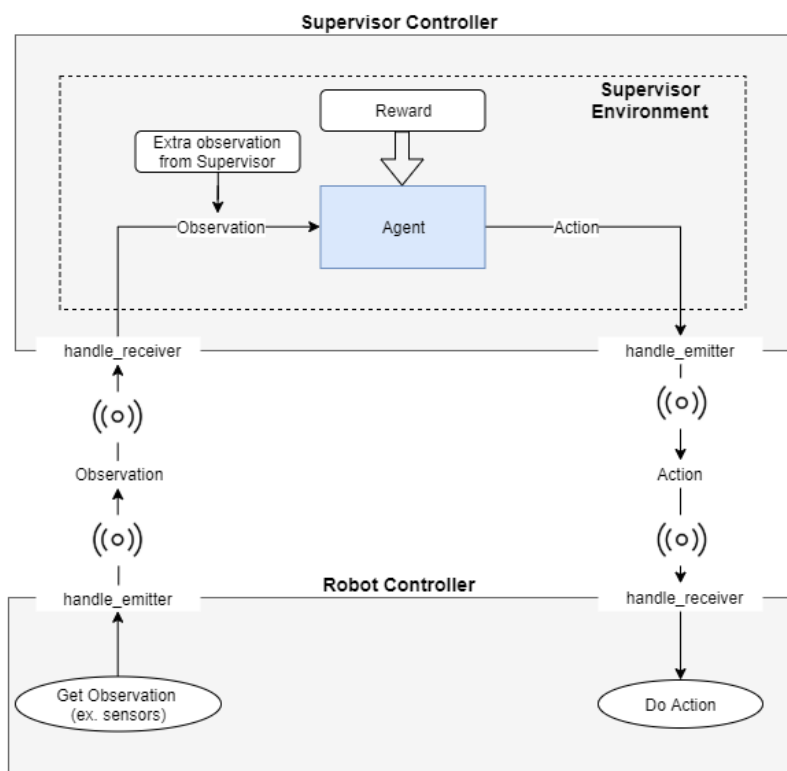 Supervisor Controller
Supervisor
Environment
Reward
Extra observation
from Supervisor
Observation
Agent
Action
handle_receiver
handle_emitter
Observation
Action
Robot Controller
handle_emitter
handle_receiver
Get Observation
(ex. sensors)
Do Action